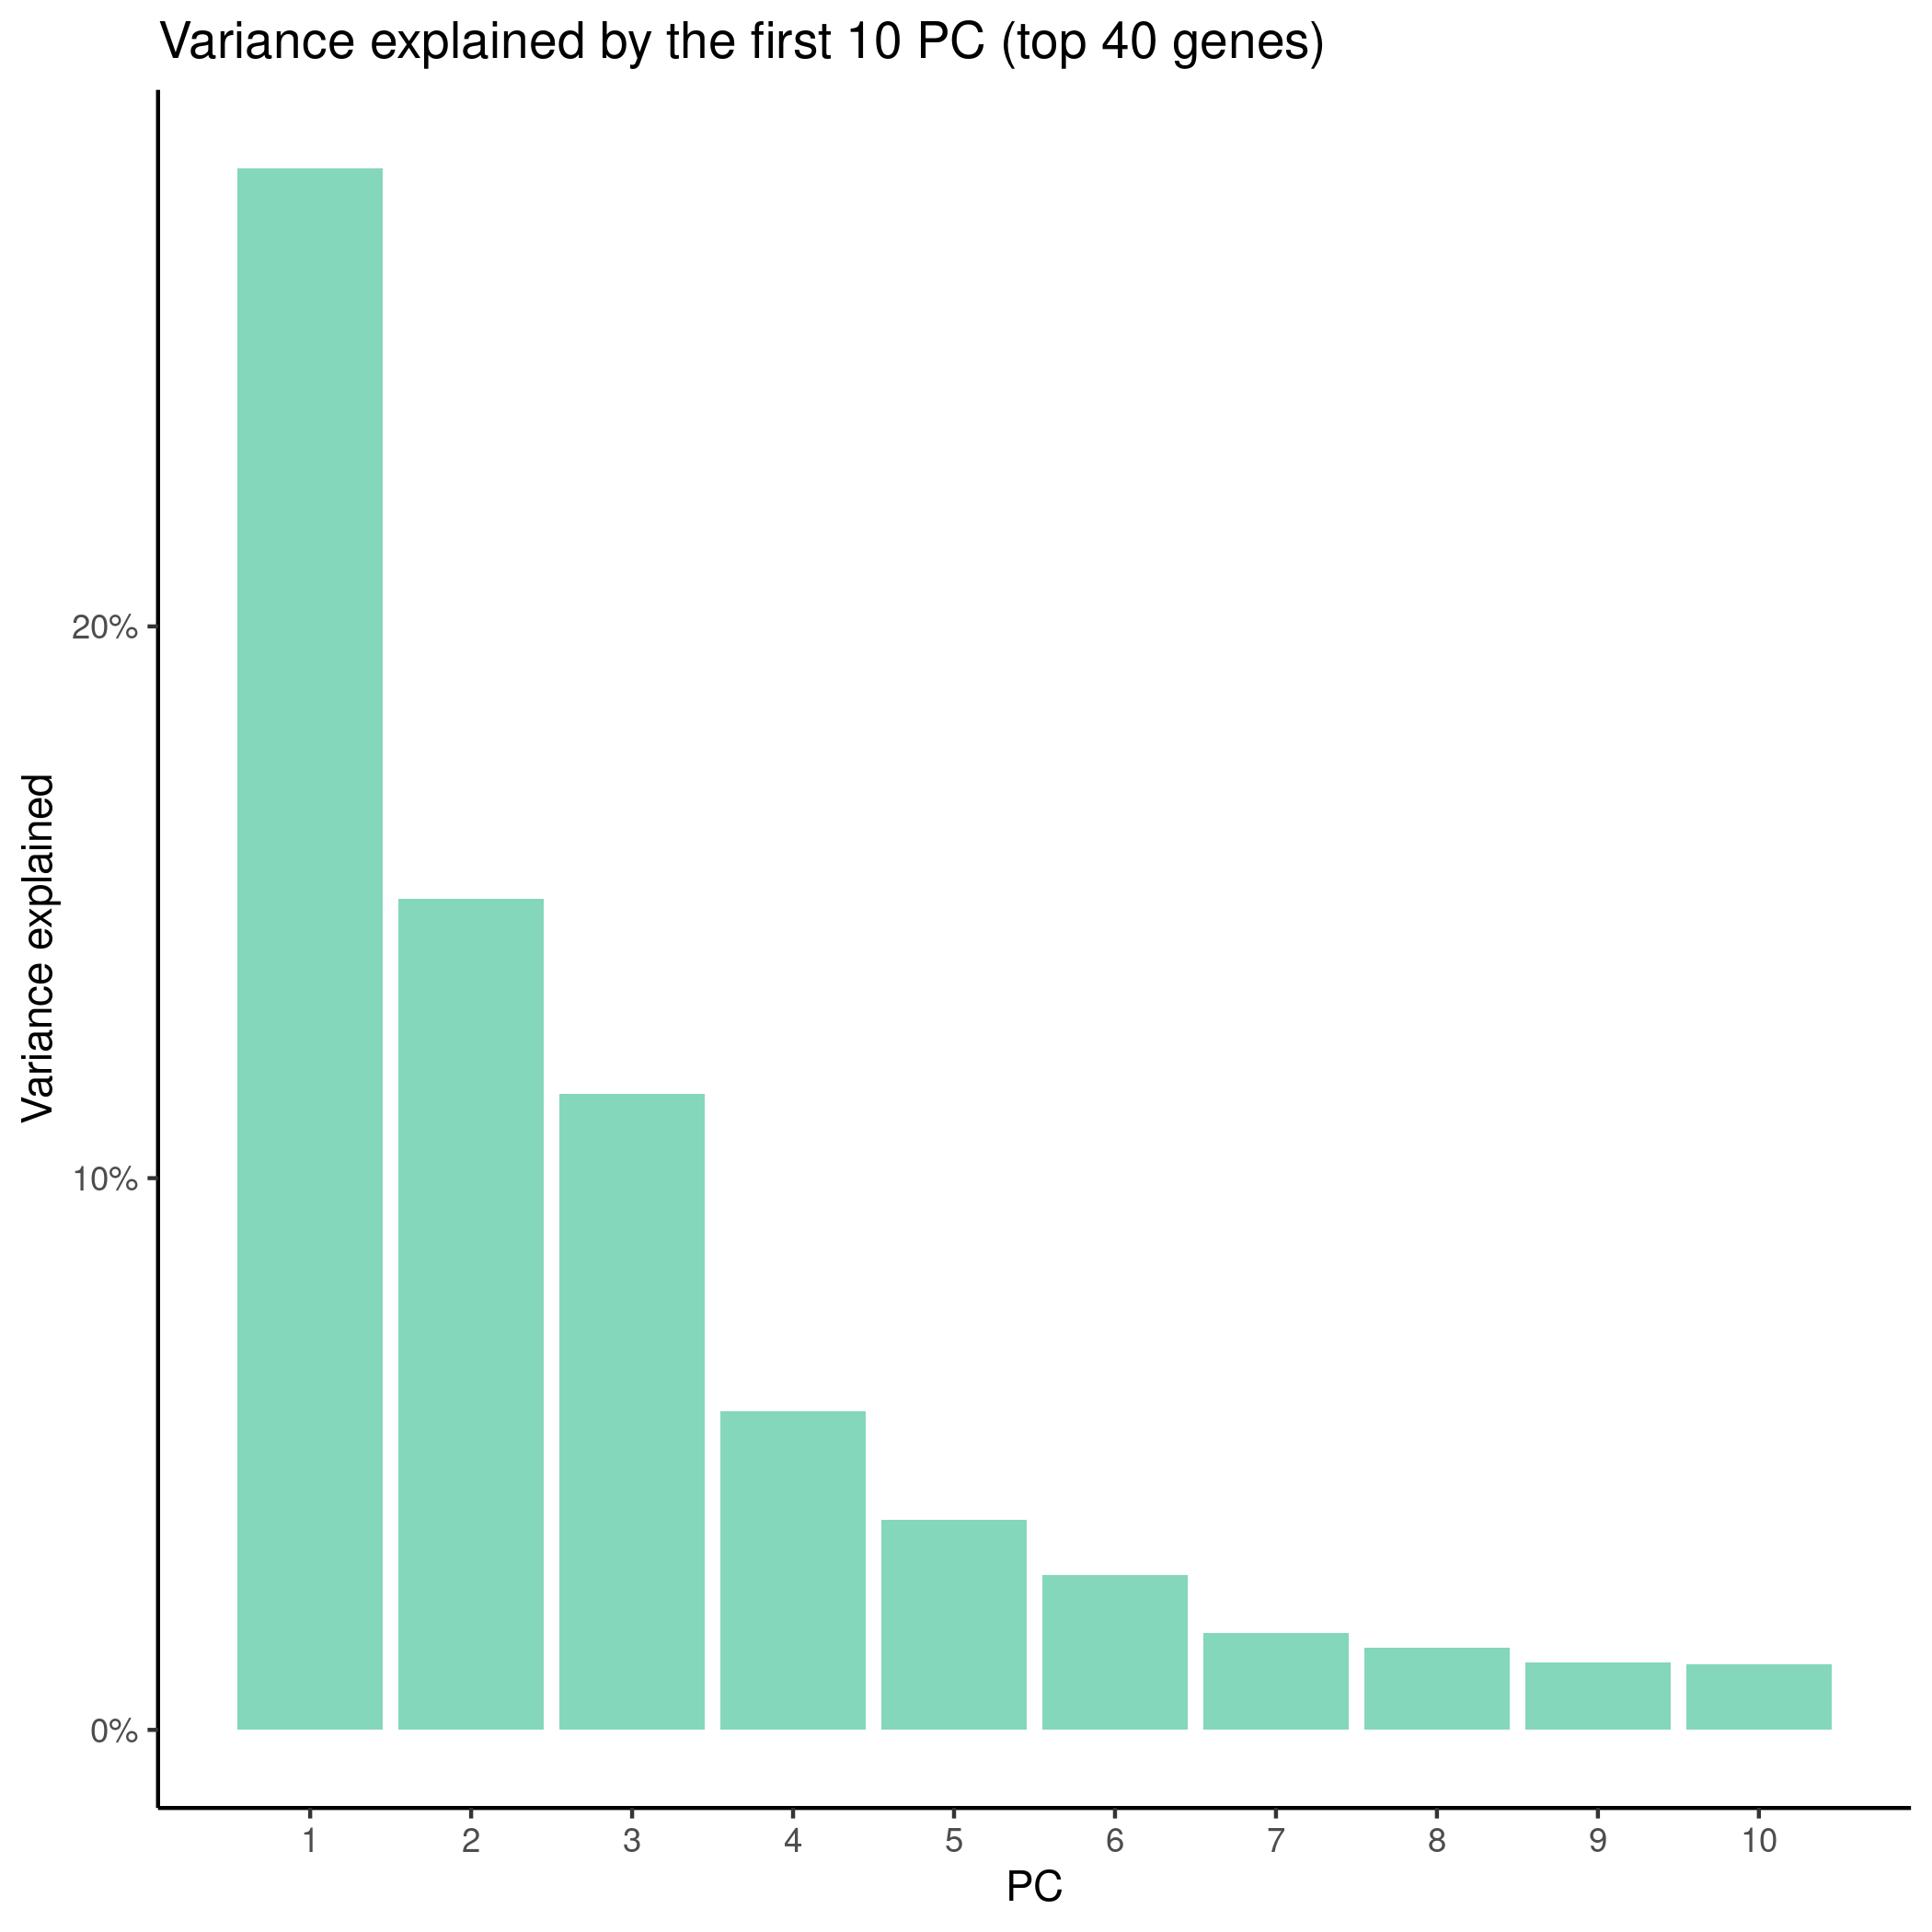 Variance explained by the first 10 PC (top 40 genes)
Variance explained
20%
10%
0%
1 2 3 4 5 6 7 8 9 10
PC